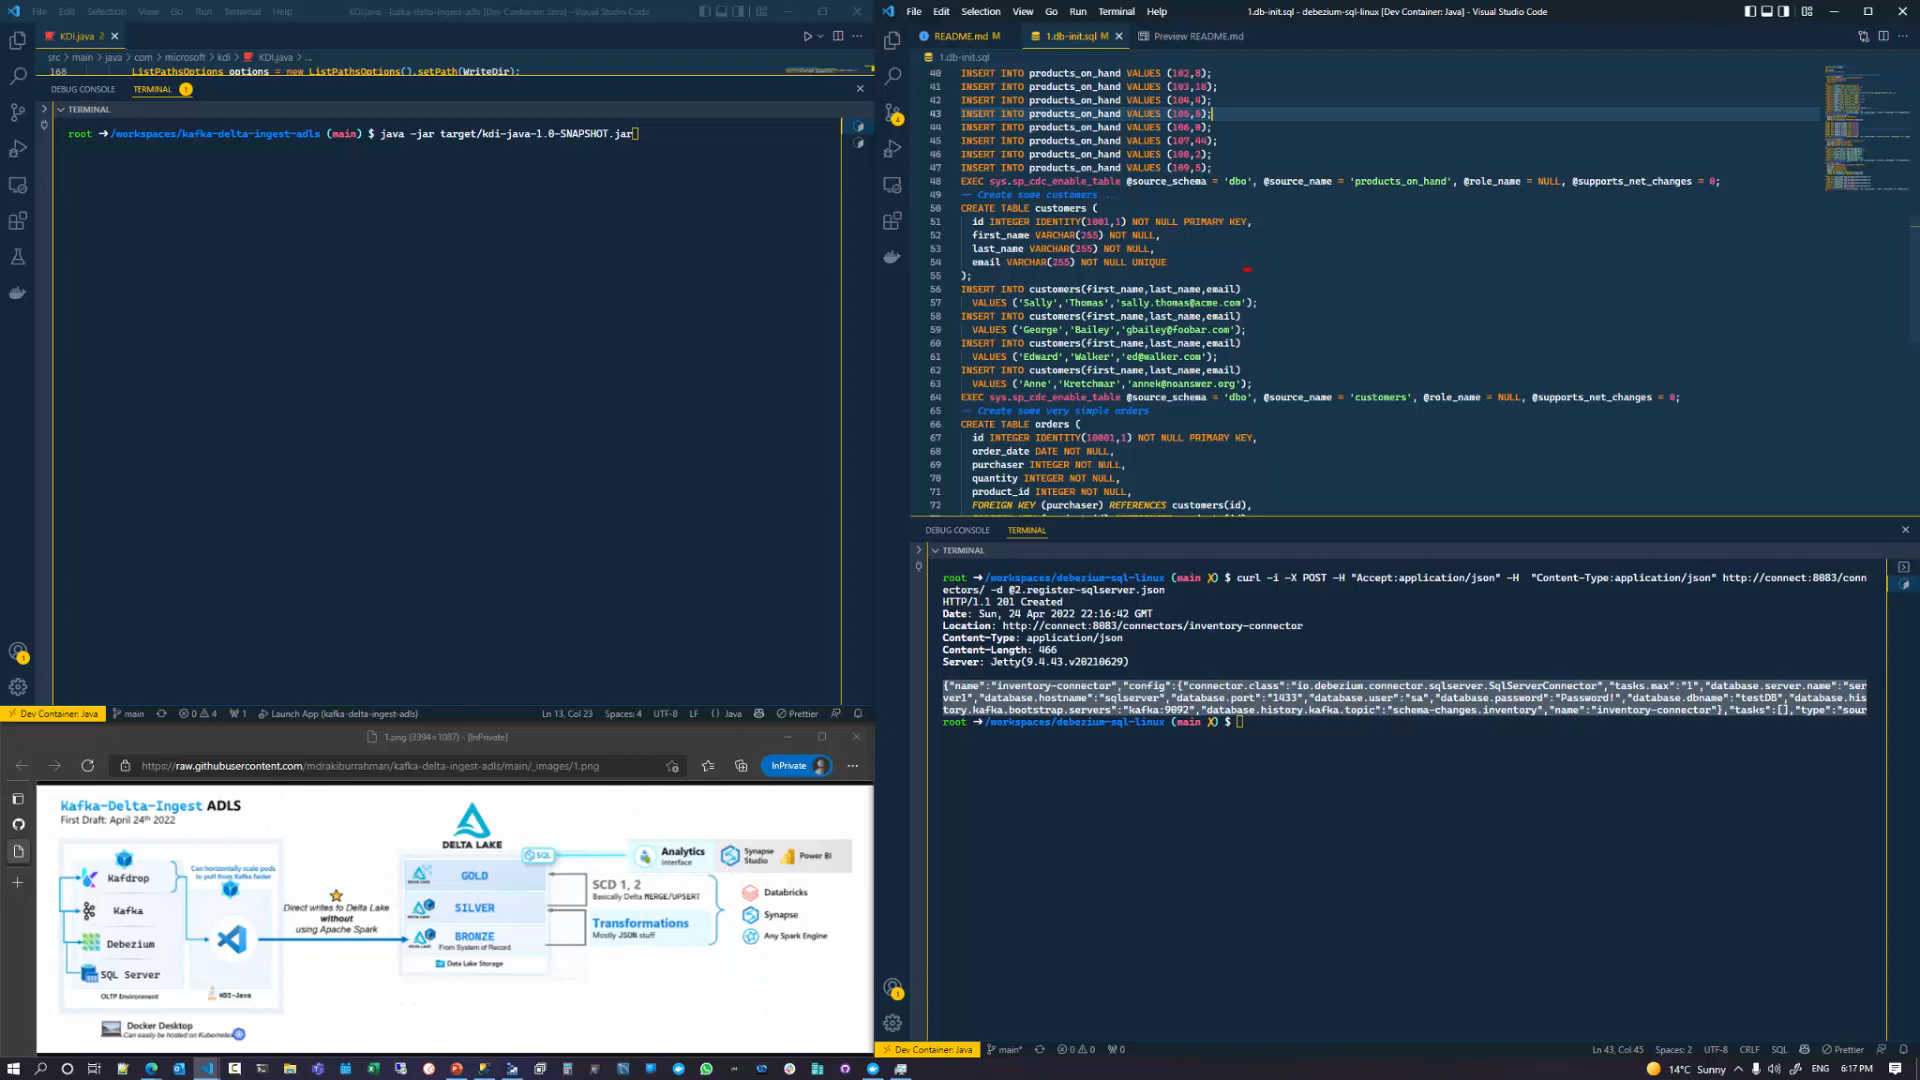 File Edit Selection View Go Run Terminal Help
KDI.java - kafka-delta-ingest-adls [Dev Container: Java] - Visual Studio Code
KDI.java 2
src > main > java > com > microsoft > kdi > KDI.java > ...
168 ListPathsOptions options = new ListPathsOptions().setPath(WriteDir);
DEBUG CONSOLE TERMINAL 1
TERMINAL
root → /workspaces/kafka-delta-ingest-adls (main) $ java -jar target/kdi-java-1.0-SNAPSHOT.jar
Dev Container: Java main 0 4 1 Launch App (kafka-delta-ingest-adls) Ln 13, Col 23 Spaces: 4 UTF-8 LF {} Java Prettier
1.png (3394×1087) - [InPrivate]
https://raw.githubusercontent.com/mdrakiburrahman/kafka-delta-ingest-adls/main/_images/1.png
InPrivate
Kafka-Delta-Ingest ADLS
First Draft: April 24th 2022
Kafdrop
Kafka
Debezium
SQL Server
OLTP Environment
Can horizontally scale pods to pull from Kafka faster
KDI-Java
Docker Desktop
Can easily be hosted on Kubernetes
Direct writes to Delta Lake
without
using Apache Spark
DELTA LAKE
SQL
GOLD
SILVER
BRONZE
From System of Record
Data Lake Storage
SCD 1, 2
Basically Delta MERGE/UPSERT
Transformations
Mostly JSON stuff
Analytics
Interface
Synapse Studio
Power BI
Databricks
Synapse
Any Spark Engine
File Edit Selection View Go Run Terminal Help
1.db-init.sql - debezium-sql-linux [Dev Container: Java] - Visual Studio Code
README.md M 1.db-init.sql M Preview README.md
1.db-init.sql
40 INSERT INTO products_on_hand VALUES (102,8);
41 INSERT INTO products_on_hand VALUES (103,18);
42 INSERT INTO products_on_hand VALUES (104,4);
43 INSERT INTO products_on_hand VALUES (105,5);
44 INSERT INTO products_on_hand VALUES (106,0);
45 INSERT INTO products_on_hand VALUES (107,44);
46 INSERT INTO products_on_hand VALUES (108,2);
47 INSERT INTO products_on_hand VALUES (109,5);
48 EXEC sys.sp_cdc_enable_table @source_schema = 'dbo', @source_name = 'products_on_hand', @role_name = NULL, @supports_net_changes = 0;
49 -- Create some customers ...
50 CREATE TABLE customers (
51 id INTEGER IDENTITY(1001,1) NOT NULL PRIMARY KEY,
52 first_name VARCHAR(255) NOT NULL,
53 last_name VARCHAR(255) NOT NULL,
54 email VARCHAR(255) NOT NULL UNIQUE
55 );
56 INSERT INTO customers(first_name,last_name,email)
57 VALUES ('Sally','Thomas','sally.thomas@acme.com');
58 INSERT INTO customers(first_name,last_name,email)
59 VALUES ('George','Bailey','gbailey@foobar.com');
60 INSERT INTO customers(first_name,last_name,email)
61 VALUES ('Edward','Walker','ed@walker.com');
62 INSERT INTO customers(first_name,last_name,email)
63 VALUES ('Anne','Kretchmar','annek@noanswer.org');
64 EXEC sys.sp_cdc_enable_table @source_schema = 'dbo', @source_name = 'customers', @role_name = NULL, @supports_net_changes = 0;
65 -- Create some very simple orders
66 CREATE TABLE orders (
67 id INTEGER IDENTITY(10001,1) NOT NULL PRIMARY KEY,
68 order_date DATE NOT NULL,
69 purchaser INTEGER NOT NULL,
70 quantity INTEGER NOT NULL,
71 product_id INTEGER NOT NULL,
72 FOREIGN KEY (purchaser) REFERENCES customers(id),
DEBUG CONSOLE TERMINAL
TERMINAL
root → /workspaces/debezium-sql-linux (main ✗) $ curl -i -X POST -H "Accept:application/json" -H "Content-Type:application/json" http://connect:8083/conn
ectors/ -d @2.register-sqlserver.json
HTTP/1.1 201 Created
Date: Sun, 24 Apr 2022 22:16:42 GMT
Location: http://connect:8083/connectors/inventory-connector
Content-Type: application/json
Content-Length: 466
Server: Jetty(9.4.43.v20210629)
{"name":"inventory-connector","config":{"connector.class":"io.debezium.connector.sqlserver.SqlServerConnector","tasks.max":"1","database.server.name":"ser
ver1","database.hostname":"sqlserver","database.port":"1433","database.user":"sa","database.password":"Password!","database.dbname":"testDB","database.his
tory.kafka.bootstrap.servers":"kafka:9092","database.history.kafka.topic":"schema-changes.inventory","name":"inventory-connector"},"tasks":[],"type":"sour
root → /workspaces/debezium-sql-linux (main ✗) $
Dev Container: Java main* 0 0 0 Ln 43, Col 45 Spaces: 2 UTF-8 CRLF SQL Prettier
14°C Sunny ENG 6:17 PM